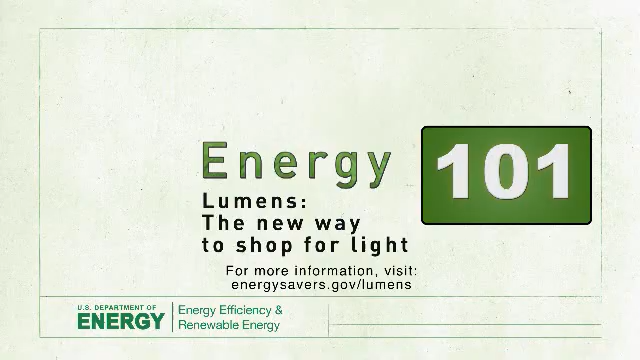 Energy 101
Lumens:
The new way
to shop for light
For more information, visit:
energysavers.gov/lumens
U.S. DEPARTMENT OF
ENERGY
Energy Efficiency &
Renewable Energy